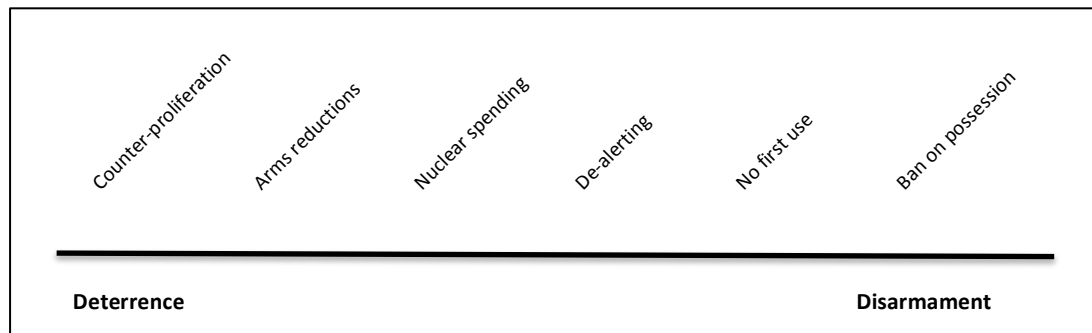 Counter-proliferation
Arms reductions
Nuclear spending
De-alerting
No first use
Ban on possession
Deterrence
Disarmament